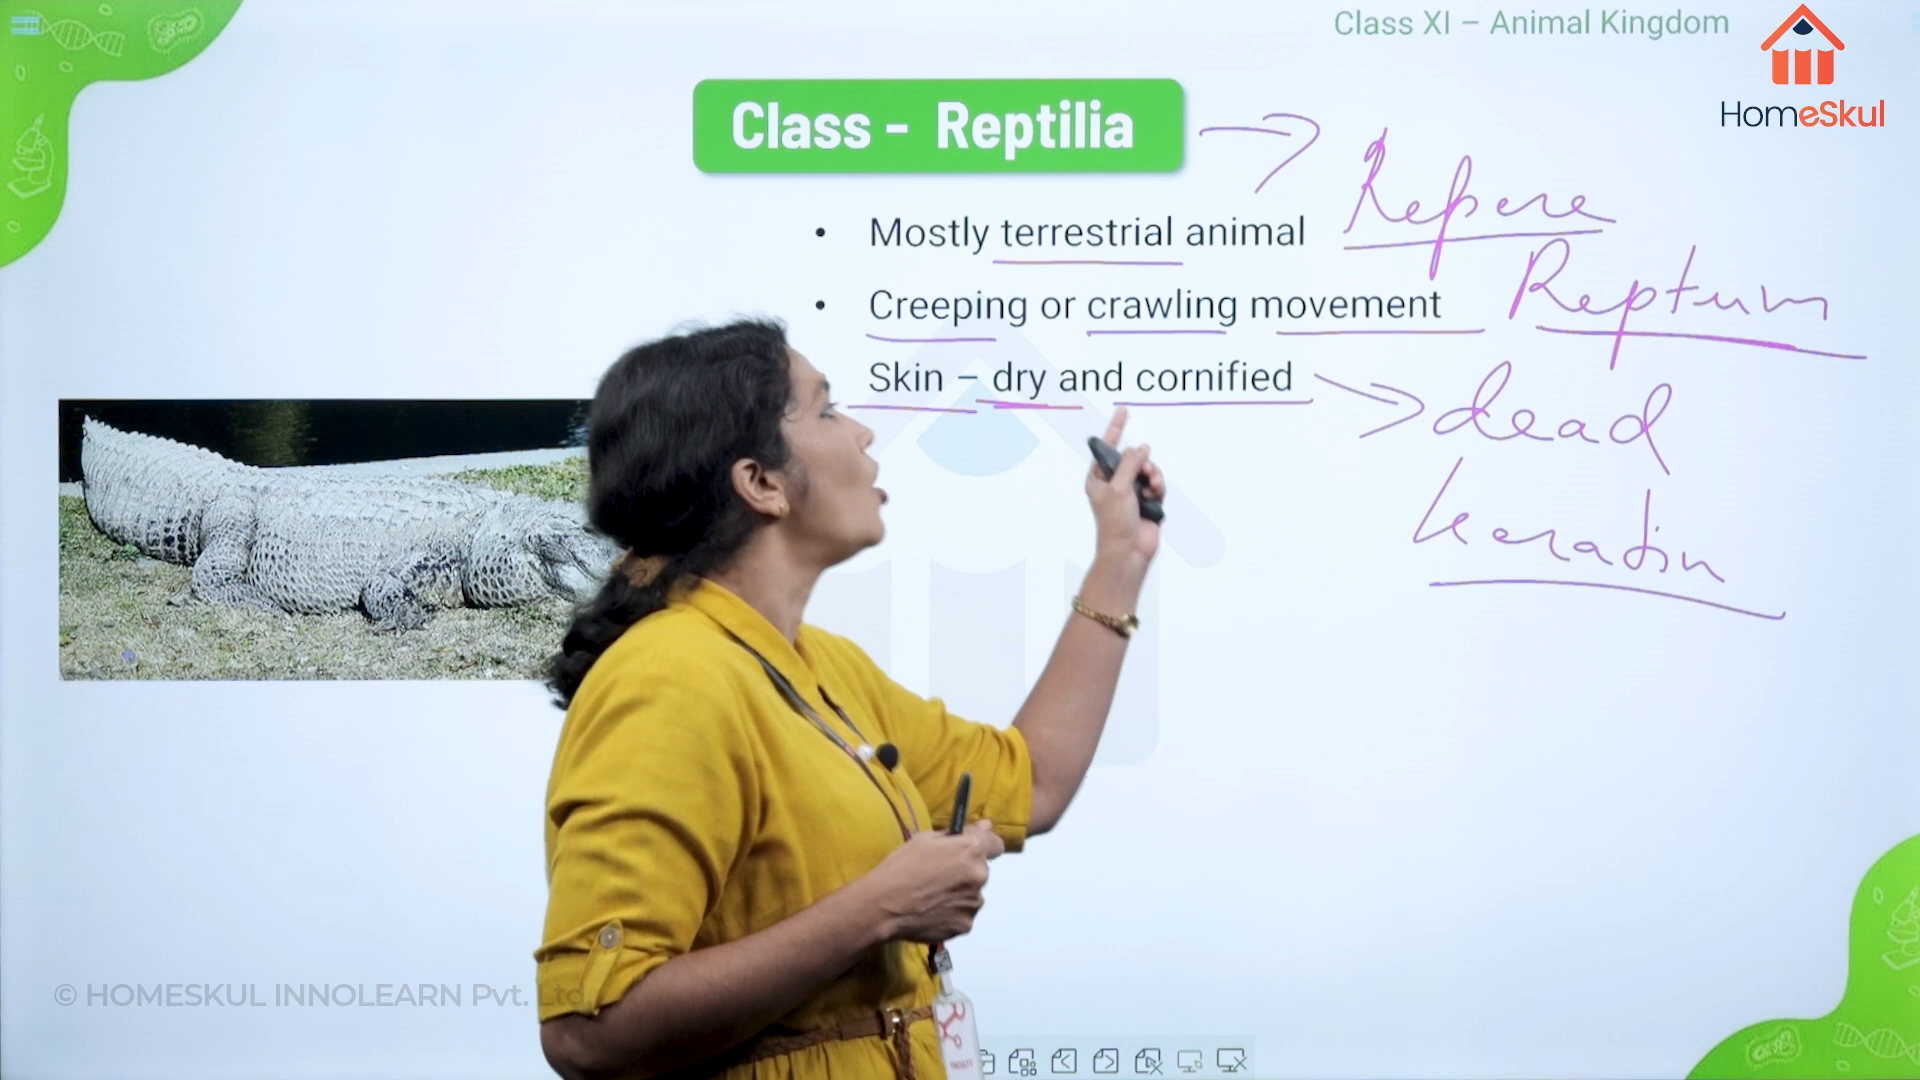 Class XI – Animal Kingdom
HomeSkul
Class - Reptilia
Repere
• Mostly terrestrial animal
Reptum
• Creeping or crawling movement
Skin – dry and cornified
dead
keratin
© HOMESKUL INNOLEARN Pvt. Ltd.